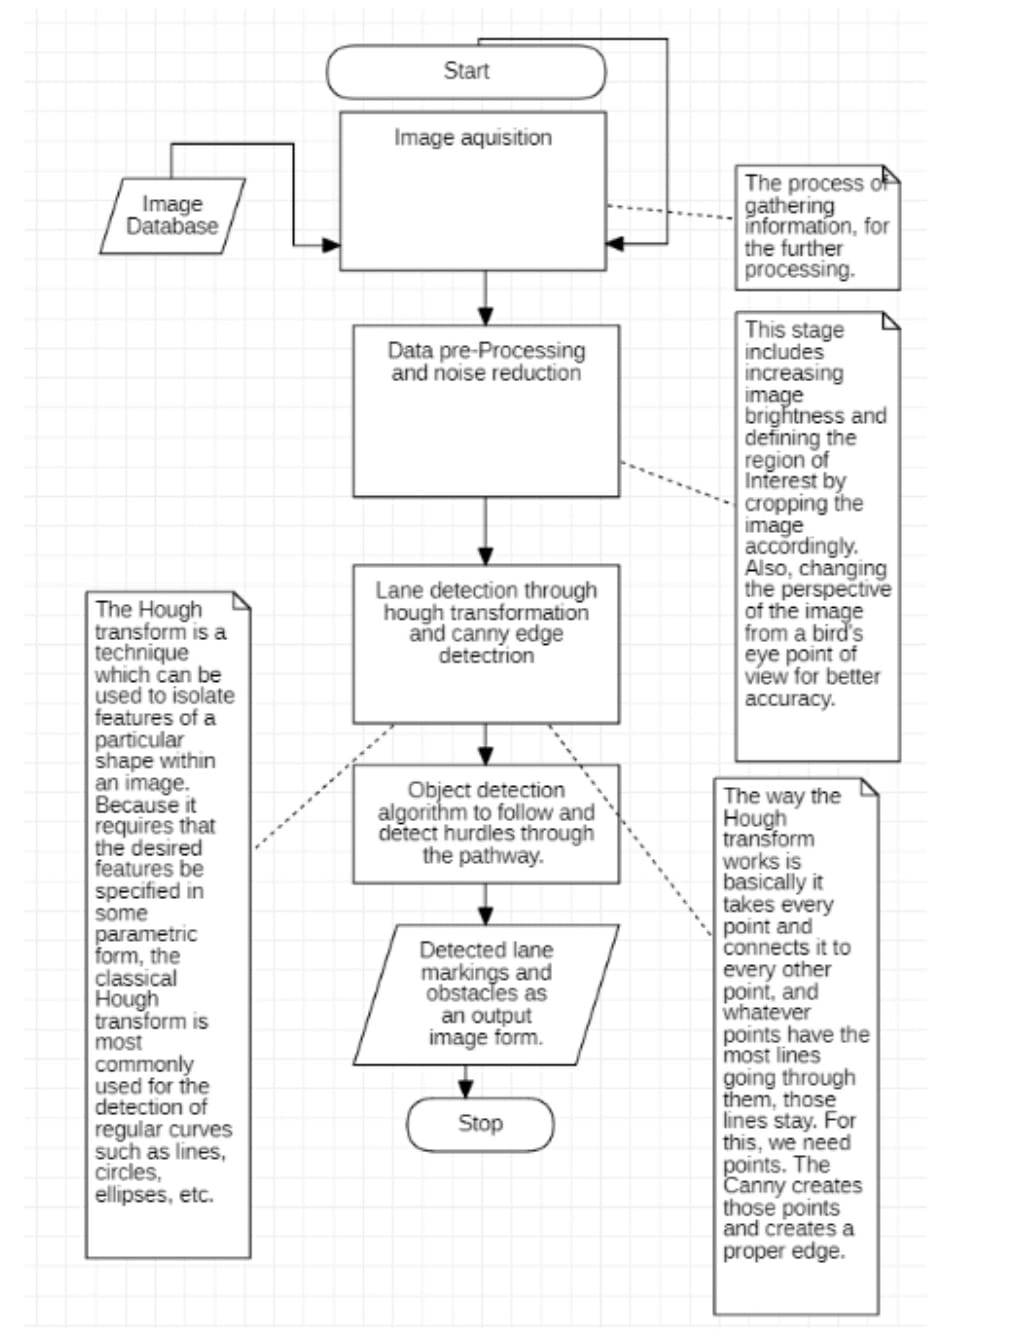 Start
Image aquisition
Image
Database
The process of
gathering
information, for
the further
processing.
Data pre-Processing
and noise reduction
This stage
includes
increasing
image
brightness and
defining the
region of
Interest by
cropping the
image
accordingly.
Also, changing
the perspective
of the image
from a bird's
eye point of
view for better
accuracy.
Lane detection through
hough transformation
and canny edge
detectrion
The Hough
transform is a
technique
which can be
used to isolate
features of a
particular
shape within
an image.
Because it
requires that
the desired
features be
specified in
some
parametric
form, the
classical
Hough
transform is
most
commonly
used for the
detection of
regular curves
such as lines,
circles,
ellipses, etc.
Object detection
algorithm to follow and
detect hurdles through
the pathway.
The way the
Hough
transform
works is
basically it
takes every
point and
connects it to
every other
point, and
whatever
points have the
most lines
going through
them, those
lines stay. For
this, we need
points. The
Canny creates
those points
and creates a
proper edge.
Detected lane
markings and
obstacles as
an output
image form.
Stop